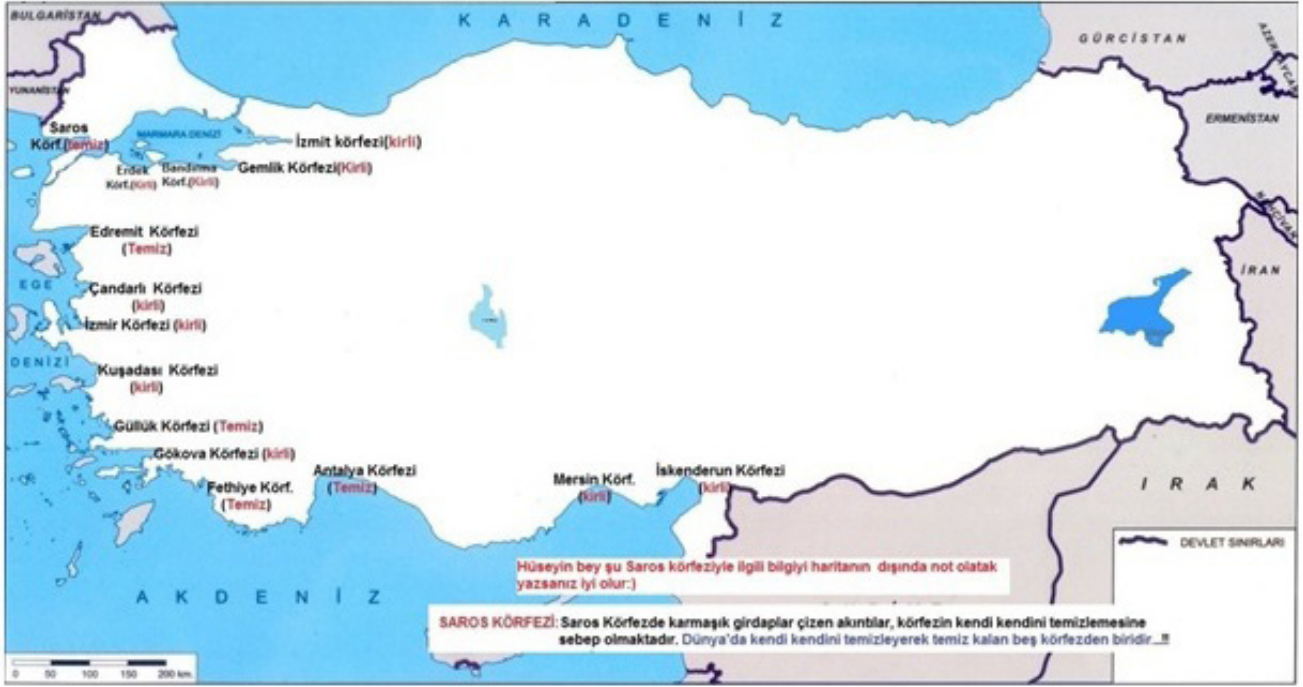 BULGARİSTAN
KARADENİZ
GÜRCİSTAN
YUNANİSTAN
ERMENİSTAN
Saros
Körf.(temiz)
MARMARA DENİZİ
İzmit körfezi(kirli)
Erdek
Körf.(Kirli)
Bandırma
Körf.(Kirli)
Gemlik Körfezi(Kirli)
Edremit Körfezi
(Temiz)
İRAN
EGE
Çandarlı Körfezi
(kirli)
İzmir Körfezi (kirli)
DENİZİ
Kuşadası Körfezi
(kirli)
Güllük Körfezi (Temiz)
Gökova Körfezi (kirli)
Fethiye Körf.
(Temiz)
Antalya Körfezi
(Temiz)
Mersin Körf.
(kirli)
İskenderun Körfezi
(kirli)
IRAK
DEVLET SINIRLARI
Hüseyin bey şu Saros körfeziyle ilgili bilgiyi haritanın dışında not olatak
yazsanız iyi olur:)
AKDENİZ
SAROS KÖRFEZİ: Saros Körfezde karmaşık girdaplar çizen akıntılar, körfezin kendi kendini temizlemesine
sebep olmaktadır. Dünya'da kendi kendini temizleyerek temiz kalan beş körfezden biridir...!!
0 50 100 150 200 km.